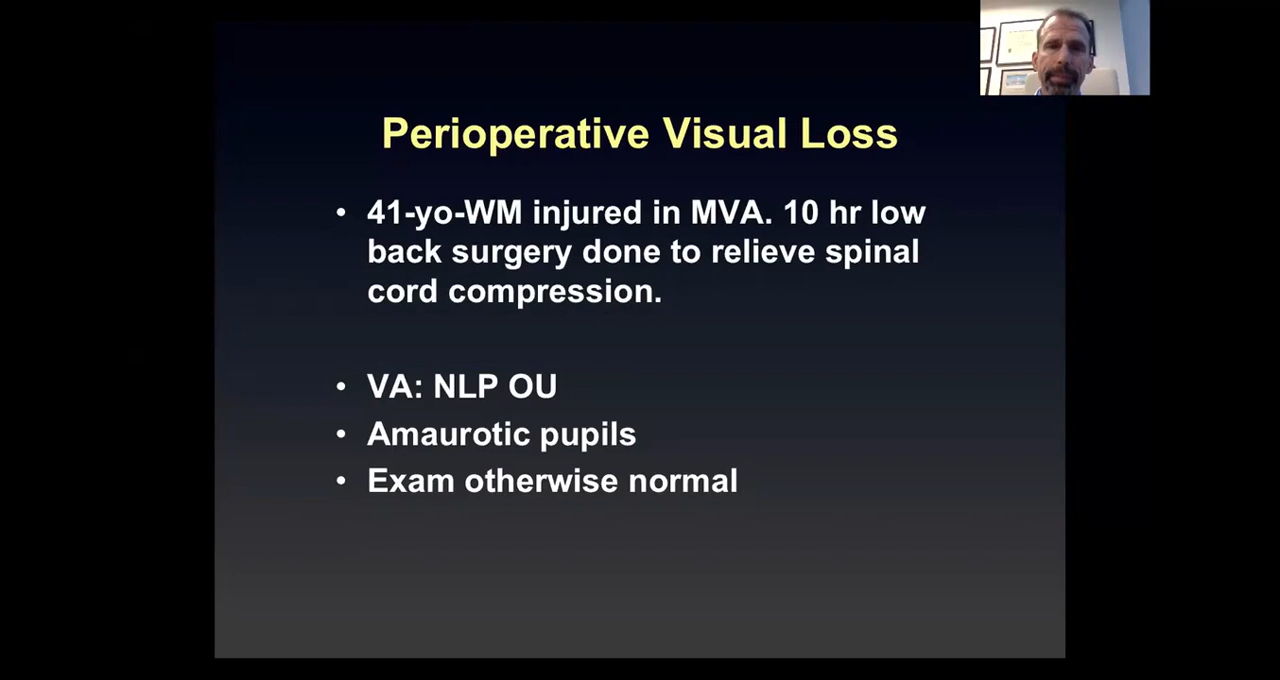 Perioperative Visual Loss
• 41-yo-WM injured in MVA. 10 hr low
back surgery done to relieve spinal
cord compression.
• VA: NLP OU
• Amaurotic pupils
• Exam otherwise normal